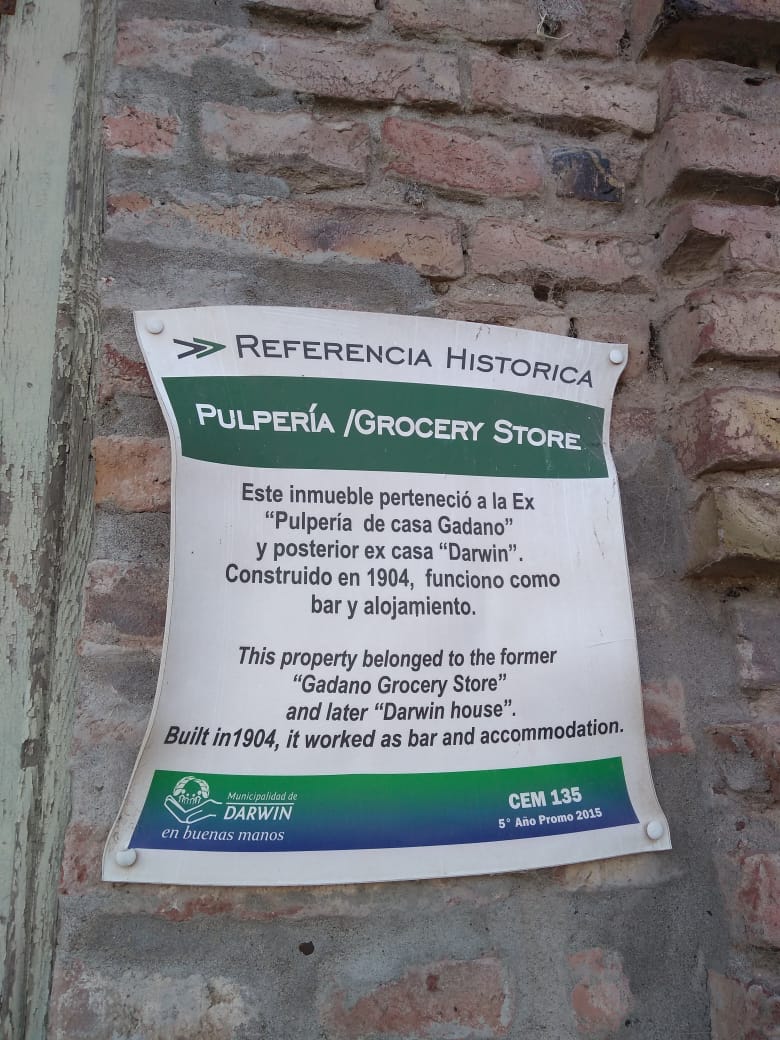 REFERENCIA HISTORICA
PULPERÍA /GROCERY STORE
Este inmueble perteneció a la Ex
“Pulpería de casa Gadano”
y posterior ex casa “Darwin”.
Construido en 1904, funciono como
bar y alojamiento.
This property belonged to the former
“Gadano Grocery Store”
and later “Darwin house”.
Built in1904, it worked as bar and accommodation.
Municipalidad de
DARWIN
en buenas manos
CEM 135
5° Año Promo 2015